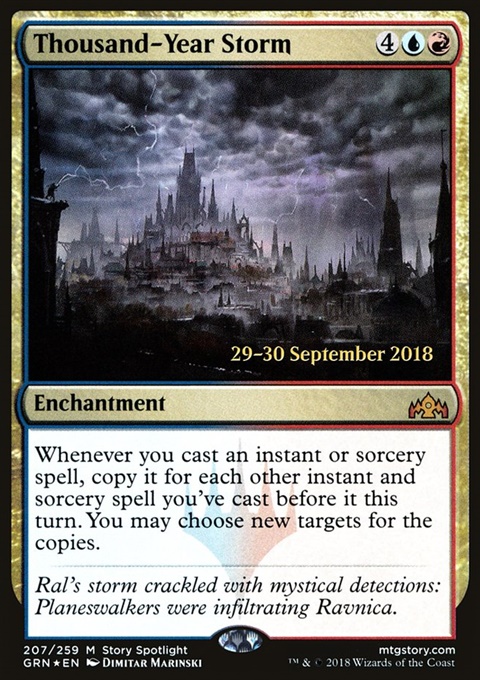 Thousand-Year Storm 4
29-30 September 2018
Enchantment
Whenever you cast an instant or sorcery
spell, copy it for each other instant and
sorcery spell you've cast before it this
turn. You may choose new targets for the
copies.
Ral's storm crackled with mystical detections:
Planeswalkers were infiltrating Ravnica.
207/259 M Story Spotlight mtgstory.com
GRN★EN Dimitar Marinski ™ & © 2018 Wizards of the Coast